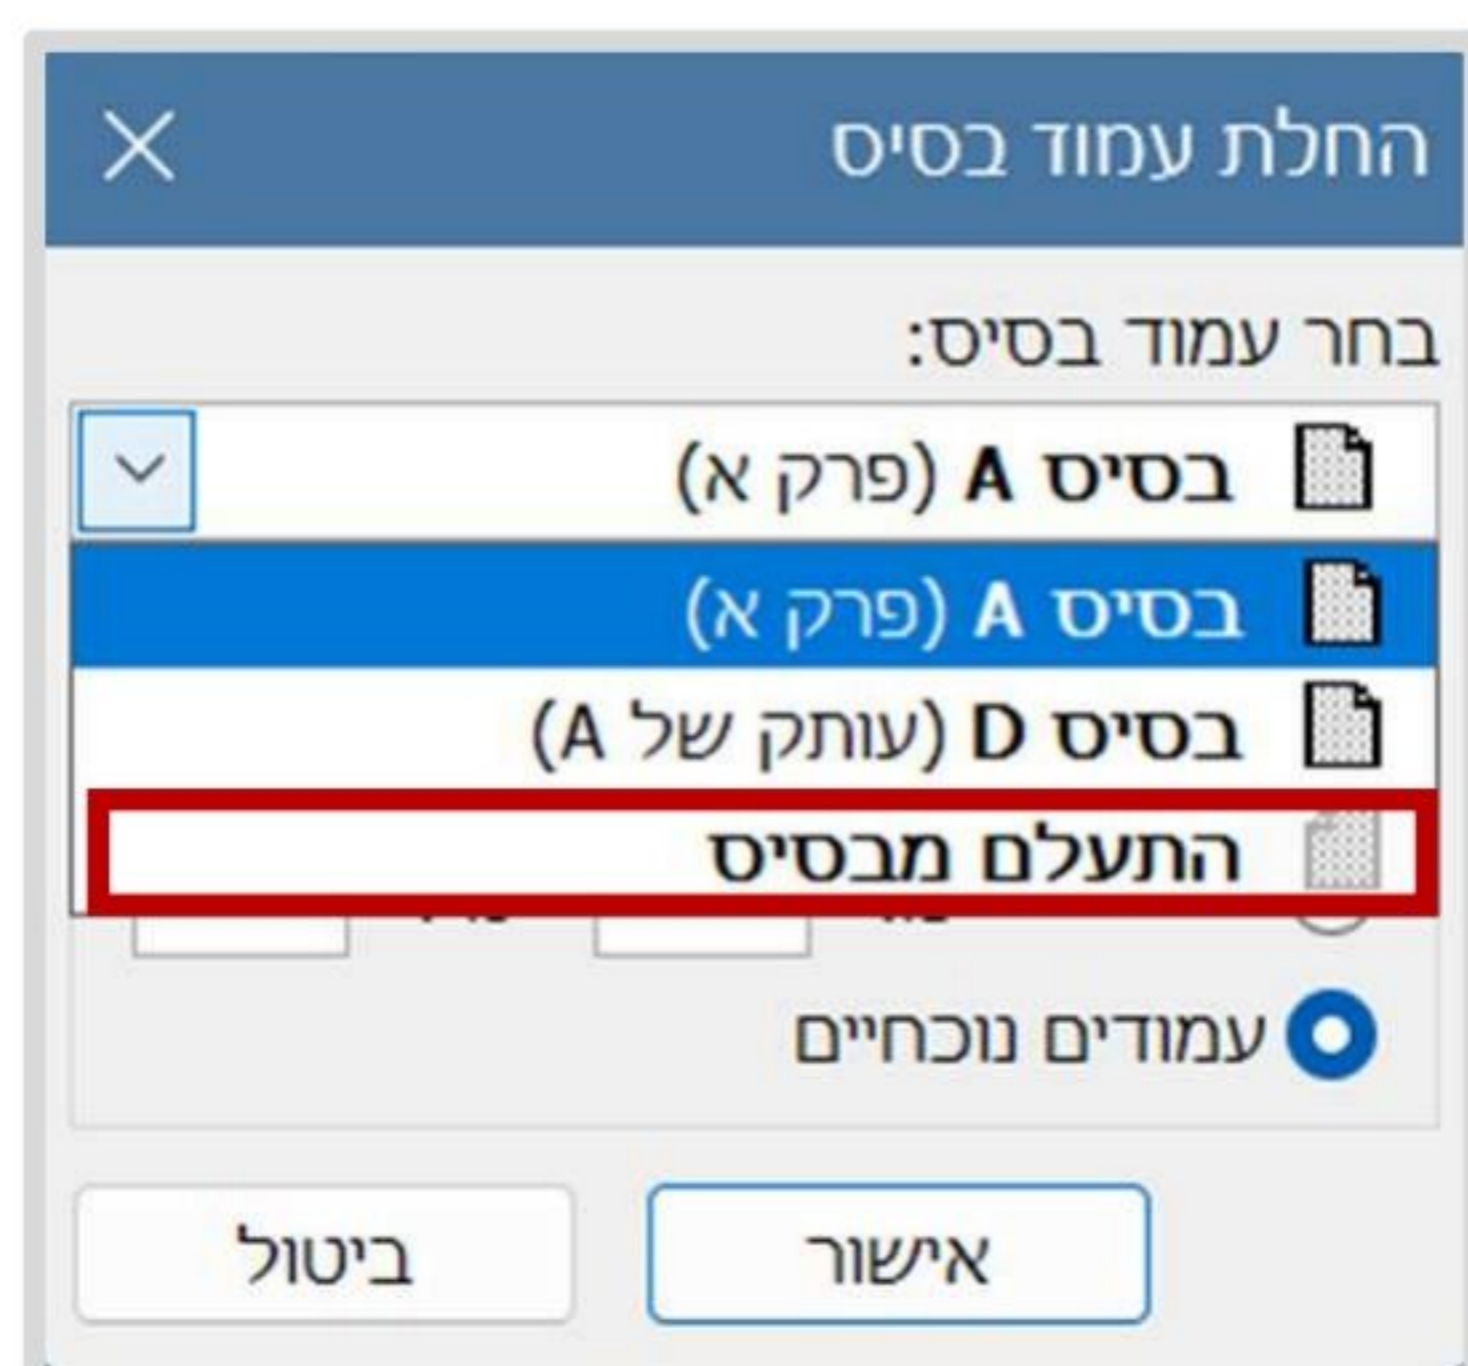 החלת עמוד בסיס
בחר עמוד בסיס:
בסיס A (פרק א)
בסיס A (פרק א)
בסיס D (עותק של A)
התעלם מבסיס
עמודים נוכחיים
אישור
ביטול